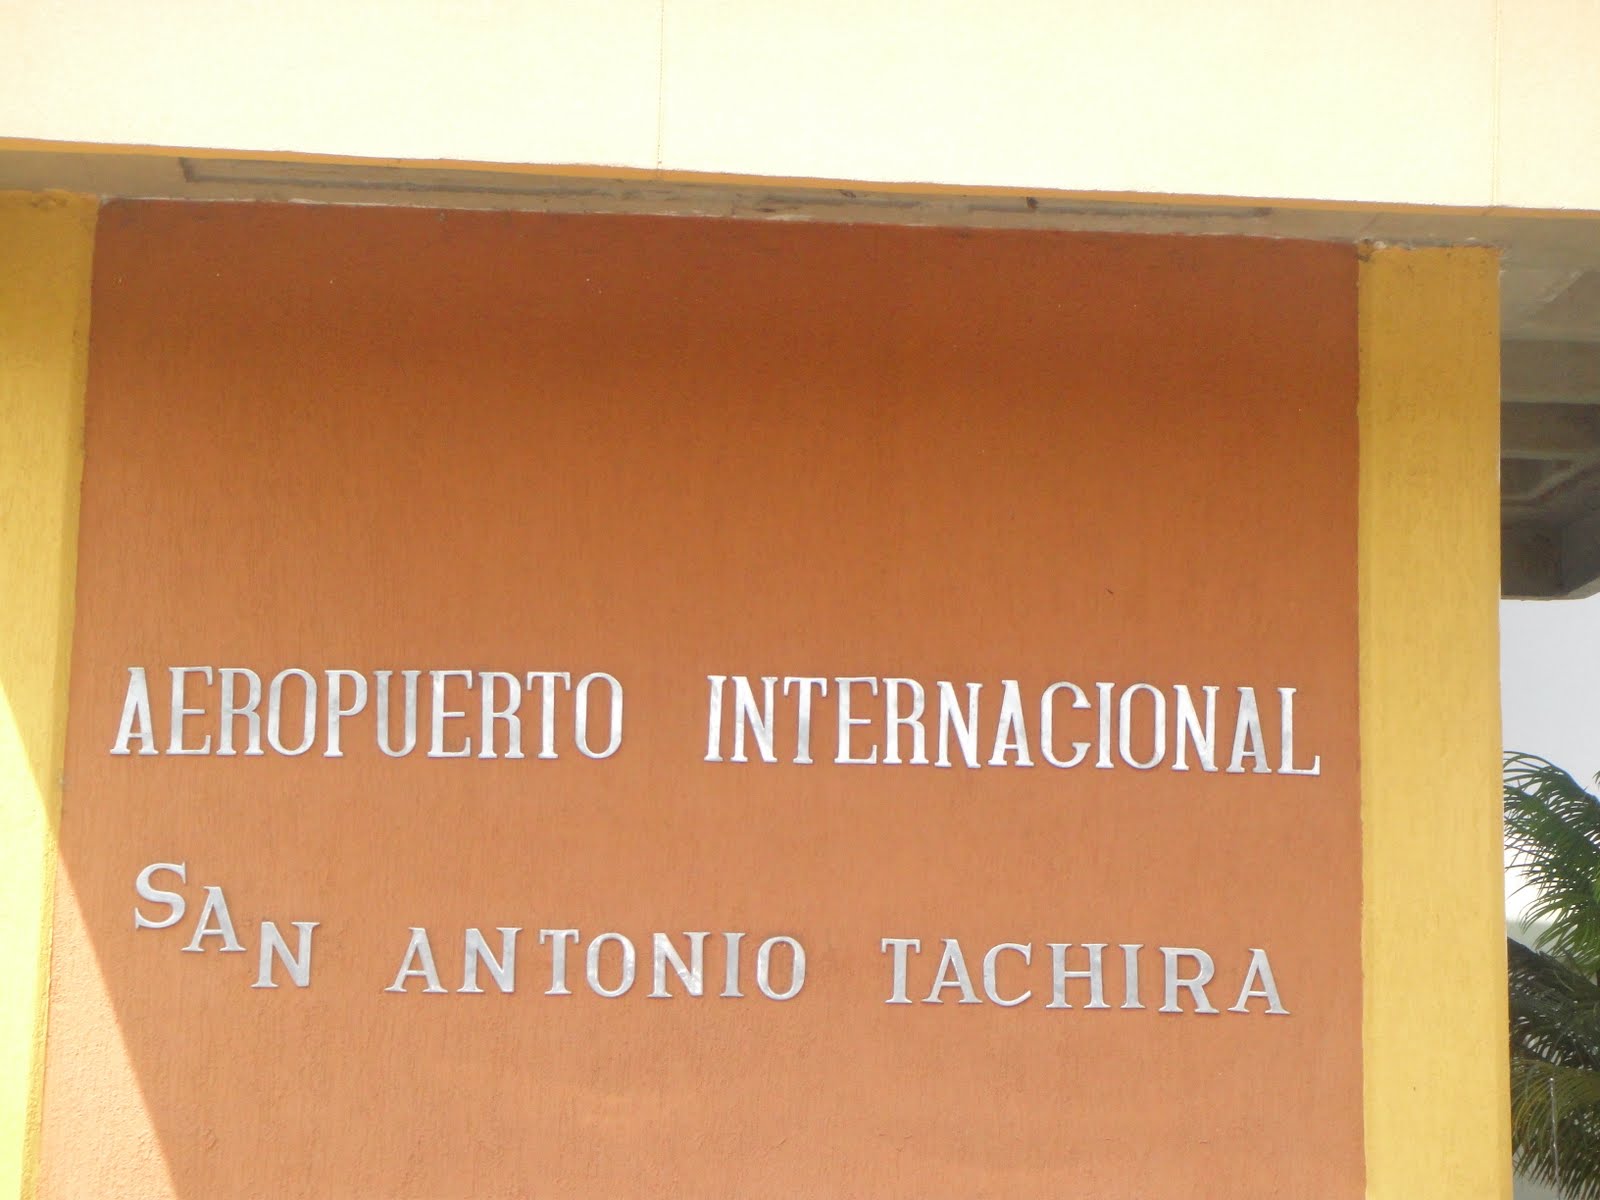 AEROPUERTO INTERNACIONAL
SAN ANTONIO TACHIRA